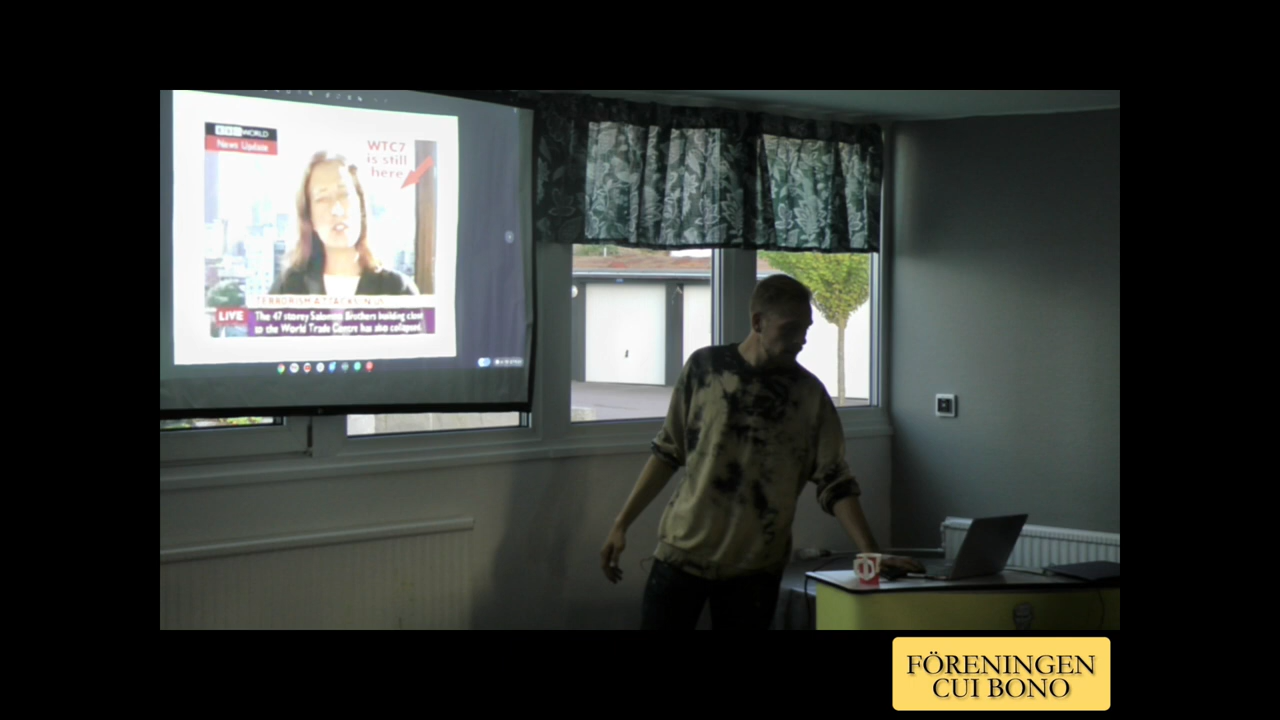 BBC WORLD
News Update
WTC7
is still
here
TERRORISM ATTACKS IN US
LIVE
The 47 storey Salomon Brothers building close
to the World Trade Centre has also collapsed.
FÖRENINGEN
CUI BONO